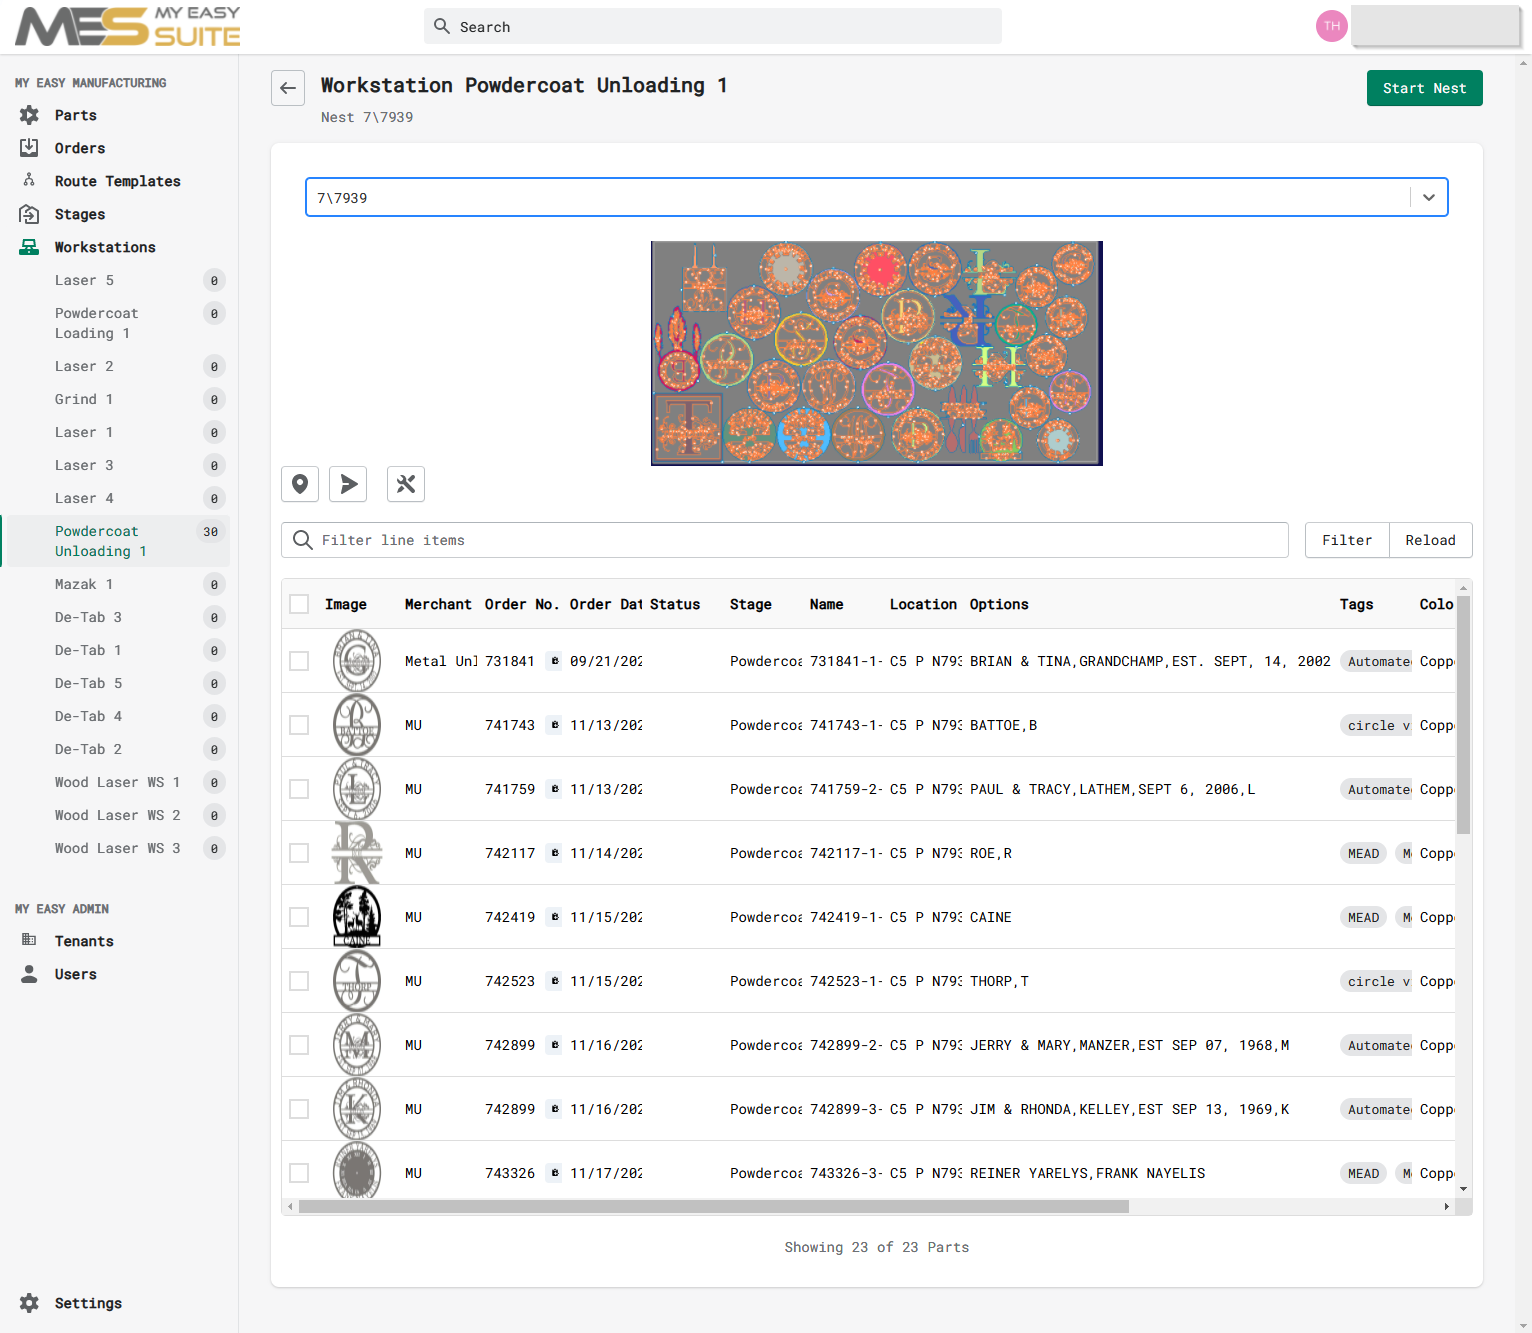 MES MY EASY SUITE
Search
TH
MY EASY MANUFACTURING
Parts
Orders
Route Templates
Stages
Workstations
Laser 5 0
Powdercoat Loading 1 0
Laser 2 0
Grind 1 0
Laser 1 0
Laser 3 0
Laser 4 0
Powdercoat Unloading 1 30
Mazak 1 0
De-Tab 3 0
De-Tab 1 0
De-Tab 5 0
De-Tab 4 0
De-Tab 2 0
Wood Laser WS 1 0
Wood Laser WS 2 0
Wood Laser WS 3 0
MY EASY ADMIN
Tenants
Users
Settings
Workstation Powdercoat Unloading 1
Nest 7\7939
Start Nest
7\7939
Filter line items
Filter Reload
Image Merchant Order No. Order Dat Status Stage Name Location Options Tags Colo
Metal Unl 731841 09/21/202 Powdercoa 731841-1- C5 P N793 BRIAN & TINA,GRANDCHAMP,EST. SEPT, 14, 2002 Automated Coppe
MU 741743 11/13/202 Powdercoa 741743-1- C5 P N793 BATTOE,B circle v Coppe
MU 741759 11/13/202 Powdercoa 741759-2- C5 P N793 PAUL & TRACY,LATHEM,SEPT 6, 2006,L Automated Coppe
MU 742117 11/14/202 Powdercoa 742117-1- C5 P N793 ROE,R MEAD Me Coppe
CAINE MU 742419 11/15/202 Powdercoa 742419-1- C5 P N793 CAINE MEAD Me Coppe
THORP MU 742523 11/15/202 Powdercoa 742523-1- C5 P N793 THORP,T circle v Coppe
MU 742899 11/16/202 Powdercoa 742899-2- C5 P N793 JERRY & MARY,MANZER,EST SEP 07, 1968,M Automated Coppe
MU 742899 11/16/202 Powdercoa 742899-3- C5 P N793 JIM & RHONDA,KELLEY,EST SEP 13, 1969,K Automated Coppe
MU 743326 11/17/202 Powdercoa 743326-3- C5 P N793 REINER YARELYS,FRANK NAYELIS MEAD Me Coppe
Showing 23 of 23 Parts